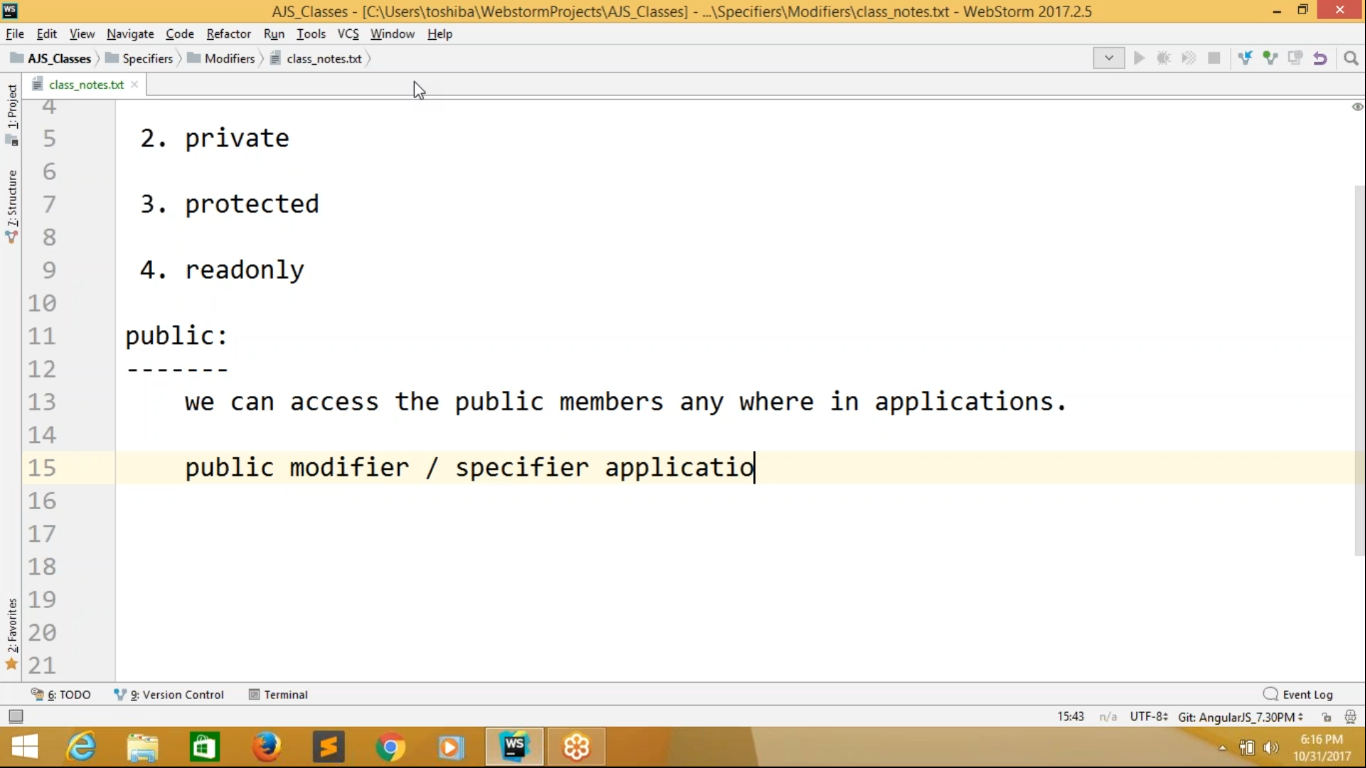 AJS_Classes - [C:\Users\toshiba\WebstormProjects\AJS_Classes] - ...\Specifiers\Modifiers\class_notes.txt - WebStorm 2017.2.5
File Edit View Navigate Code Refactor Run Tools VCS Window Help
AJS_Classes Specifiers Modifiers class_notes.txt
class_notes.txt
1: Project
7: Structure
2: Favorites
4
5 2. private
6
7 3. protected
8
9 4. readonly
10
11 public:
12 -------
13 we can access the public members any where in applications.
14
15 public modifier / specifier applicatio
16
17
18
19
20
21
6: TODO 9: Version Control Terminal Event Log
15:43 n/a UTF-8 Git: AngularJS_7.30PM
WS
6:16 PM
10/31/2017